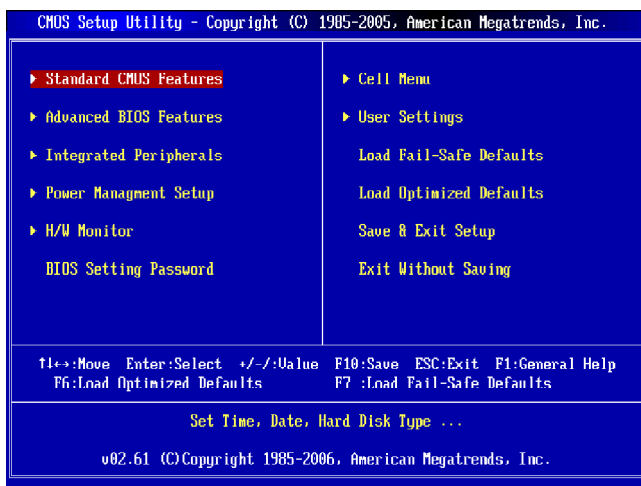 CMOS Setup Utility - Copyright (C) 1985-2005, American Megatrends, Inc.
Standard CMUS Features
Advanced BIOS Features
Integrated Peripherals
Power Managment Setup
H/W Monitor
BIOS Setting Password
Cell Menu
User Settings
Load Fail-Safe Defaults
Load Optimized Defaults
Save & Exit Setup
Exit Without Saving
↑↓←→:Move Enter:Select +/-/:Value F10:Save ESC:Exit F1:General Help
F6:Load Optimized Defaults F7 :Load Fail-Safe Defaults
Set Time, Date, Hard Disk Type ...
v02.61 (C)Copyright 1985-2006, American Megatrends, Inc.